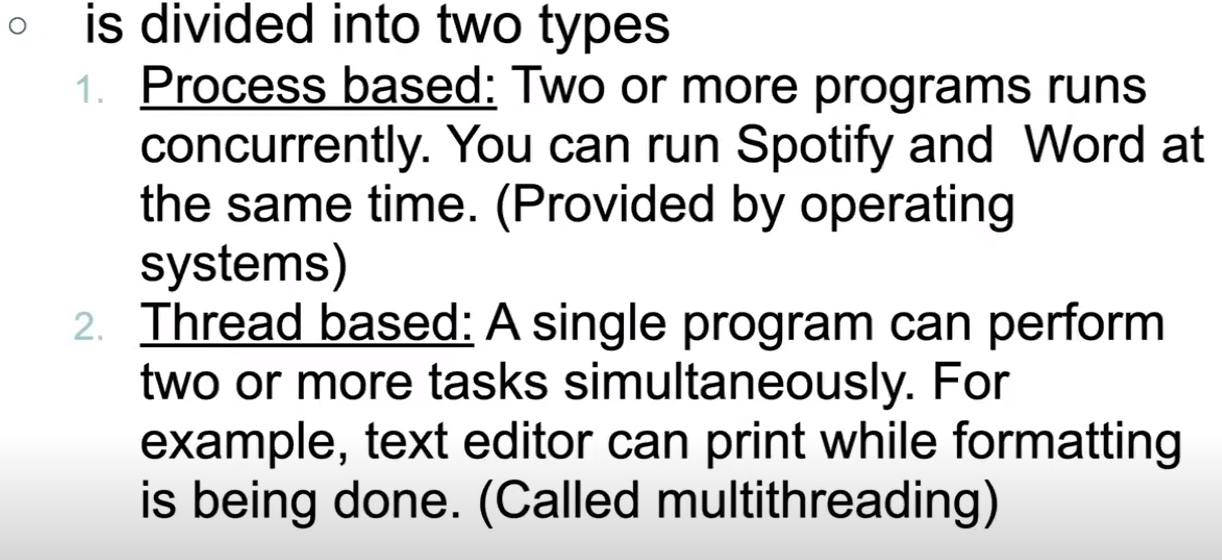 ○ is divided into two types
1. Process based: Two or more programs runs
concurrently. You can run Spotify and  Word at
the same time. (Provided by operating
systems)
2. Thread based: A single program can perform
two or more tasks simultaneously. For
example, text editor can print while formatting
is being done. (Called multithreading)